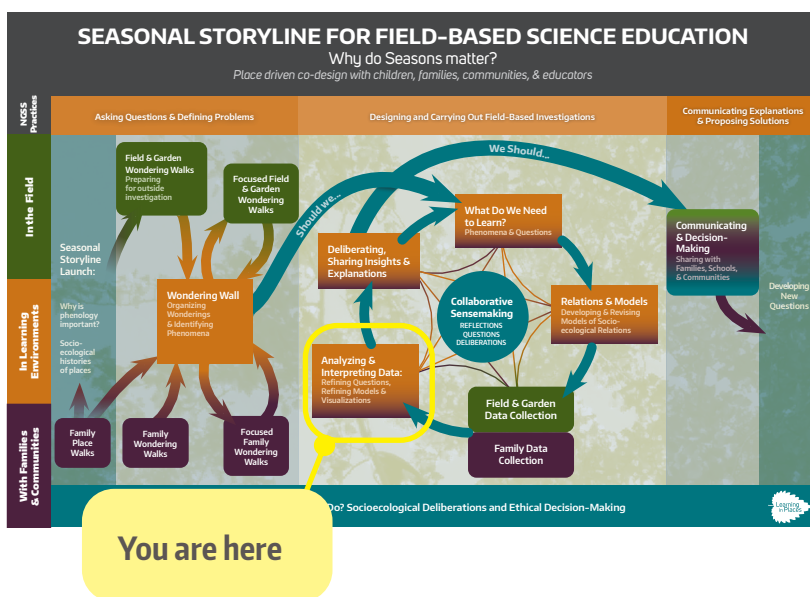 SEASONAL STORYLINE FOR FIELD-BASED SCIENCE EDUCATION
Why do Seasons matter?
Place driven co-design with children, families, communities, & educators
NGSS
Practices
Asking Questions & Defining Problems
Designing and Carrying Out Field-Based Investigations
Communicating Explanations
& Proposing Solutions
In the Field
In Learning
Environments
With Families
& Communities
Field & Garden
Wondering Walks
Preparing
for outside
investigation
Focused Field
& Garden
Wondering
Walks
Seasonal
Storyline
Launch:
Why is
phenology
important?
Socio-
ecological
histories
of places
Wondering Wall
Organizing
Wonderings
& Identifying
Phenomena
Family
Place
Walks
Family
Wondering
Walks
Focused
Family
Wondering
Walks
Should we...
We Should...
What Do We Need
to Learn?
Phenomena & Questions
Deliberating,
Sharing Insights &
Explanations
Collaborative
Sensemaking
REFLECTIONS
QUESTIONS
DELIBERATIONS
Relations & Models
Developing & Revising
Models of Socio-
ecological Relations
Analyzing &
Interpreting Data:
Refining Questions,
Refining Models &
Visualizations
Field & Garden
Data Collection
Family Data
Collection
Communicating
& Decision-
Making
Sharing with
Families, Schools,
& Communities
Developing
New
Questions
Do? Socioecological Deliberations and Ethical Decision-Making
Learning
in Places
You are here